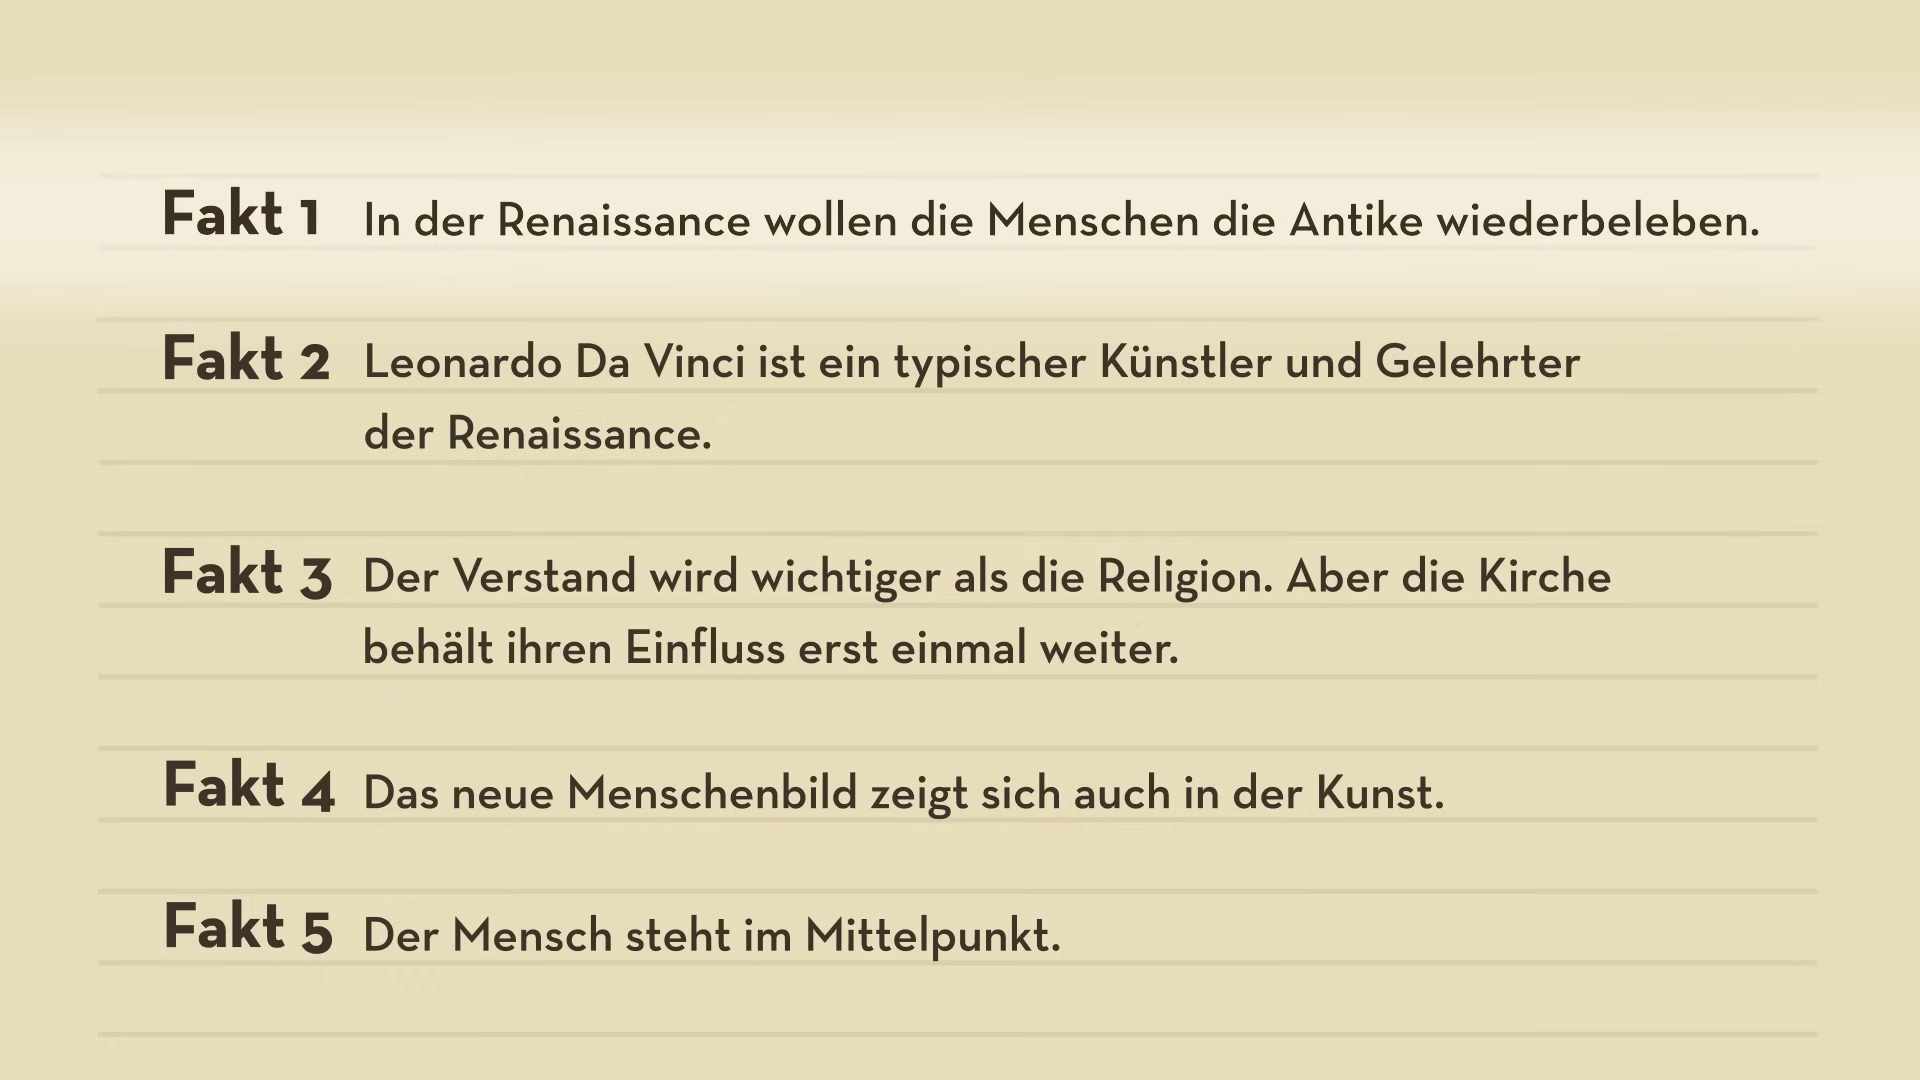 Fakt 1 In der Renaissance wollen die Menschen die Antike wiederbeleben.
Fakt 2 Leonardo Da Vinci ist ein typischer Künstler und Gelehrter
der Renaissance.
Fakt 3 Der Verstand wird wichtiger als die Religion. Aber die Kirche
behält ihren Einfluss erst einmal weiter.
Fakt 4 Das neue Menschenbild zeigt sich auch in der Kunst.
Fakt 5 Der Mensch steht im Mittelpunkt.